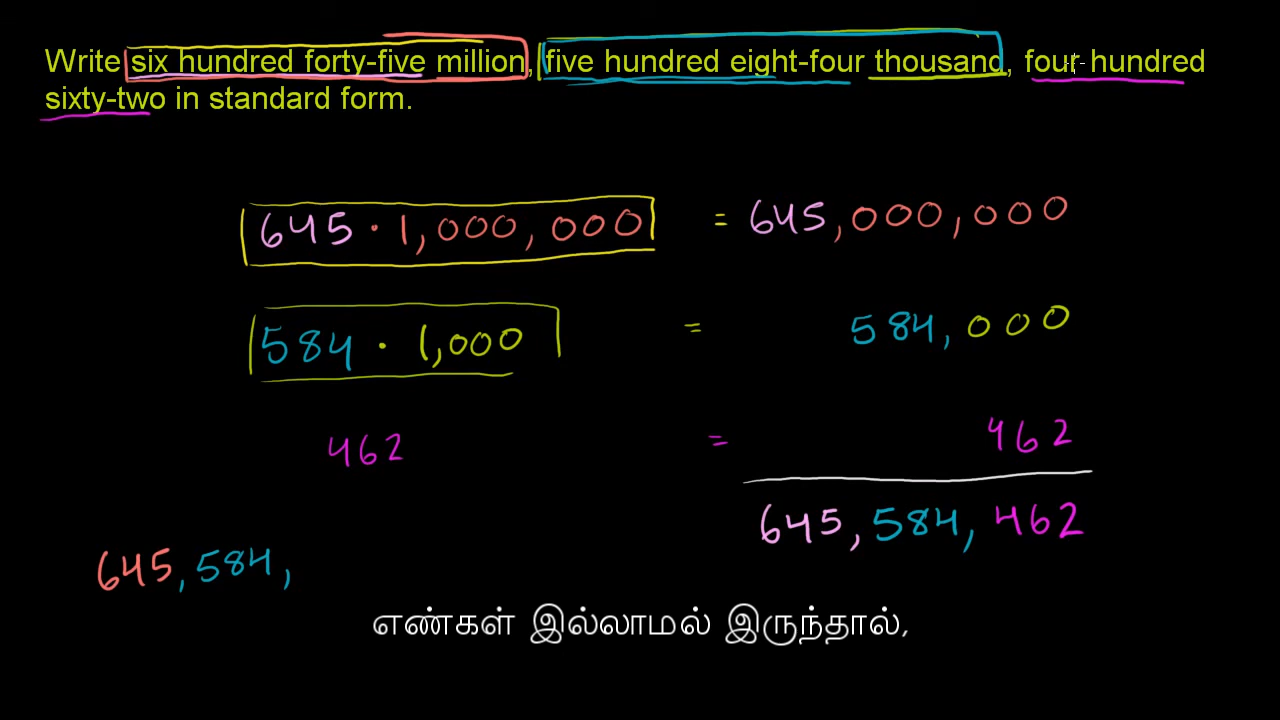 Write six hundred forty-five million, five hundred eight-four thousand, four hundred
sixty-two in standard form.
645 · 1,000,000 = 645,000,000
584 · 1,000 = 584,000
462 = 462
645,584,462
645,584,
எண்கள் இல்லாமல் இருந்தால்,